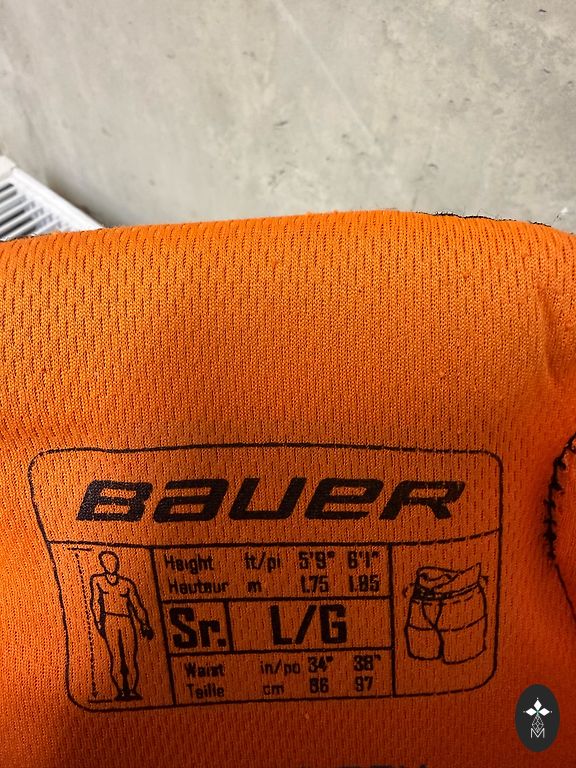 BAUER
Height ft/pi 5'9" 6'1"
Hauteur m 1.75 1.85
Sr. L/G
Waist in/po 34" 38"
Taille cm 86 97
M